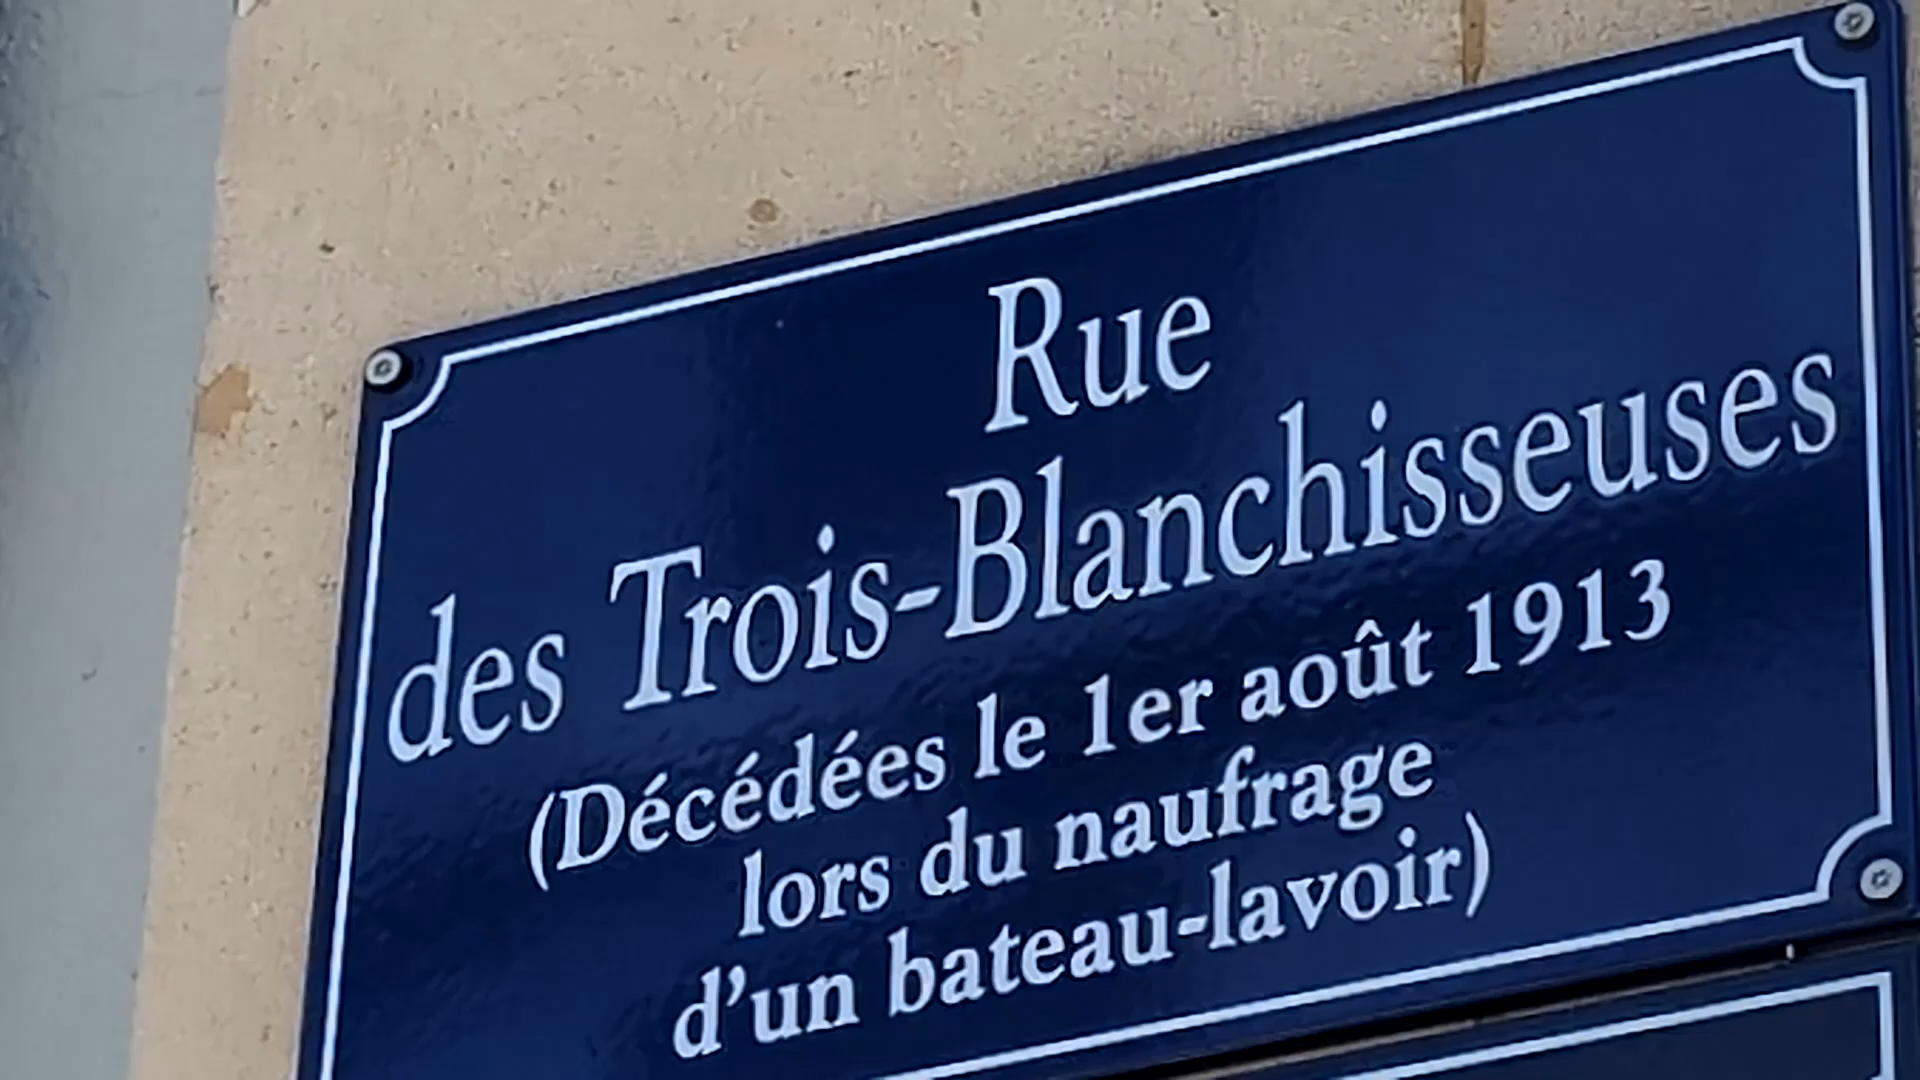 Rue
des Trois-Blanchisseuses
(Décédées le 1er août 1913
lors du naufrage
d'un bateau-lavoir)